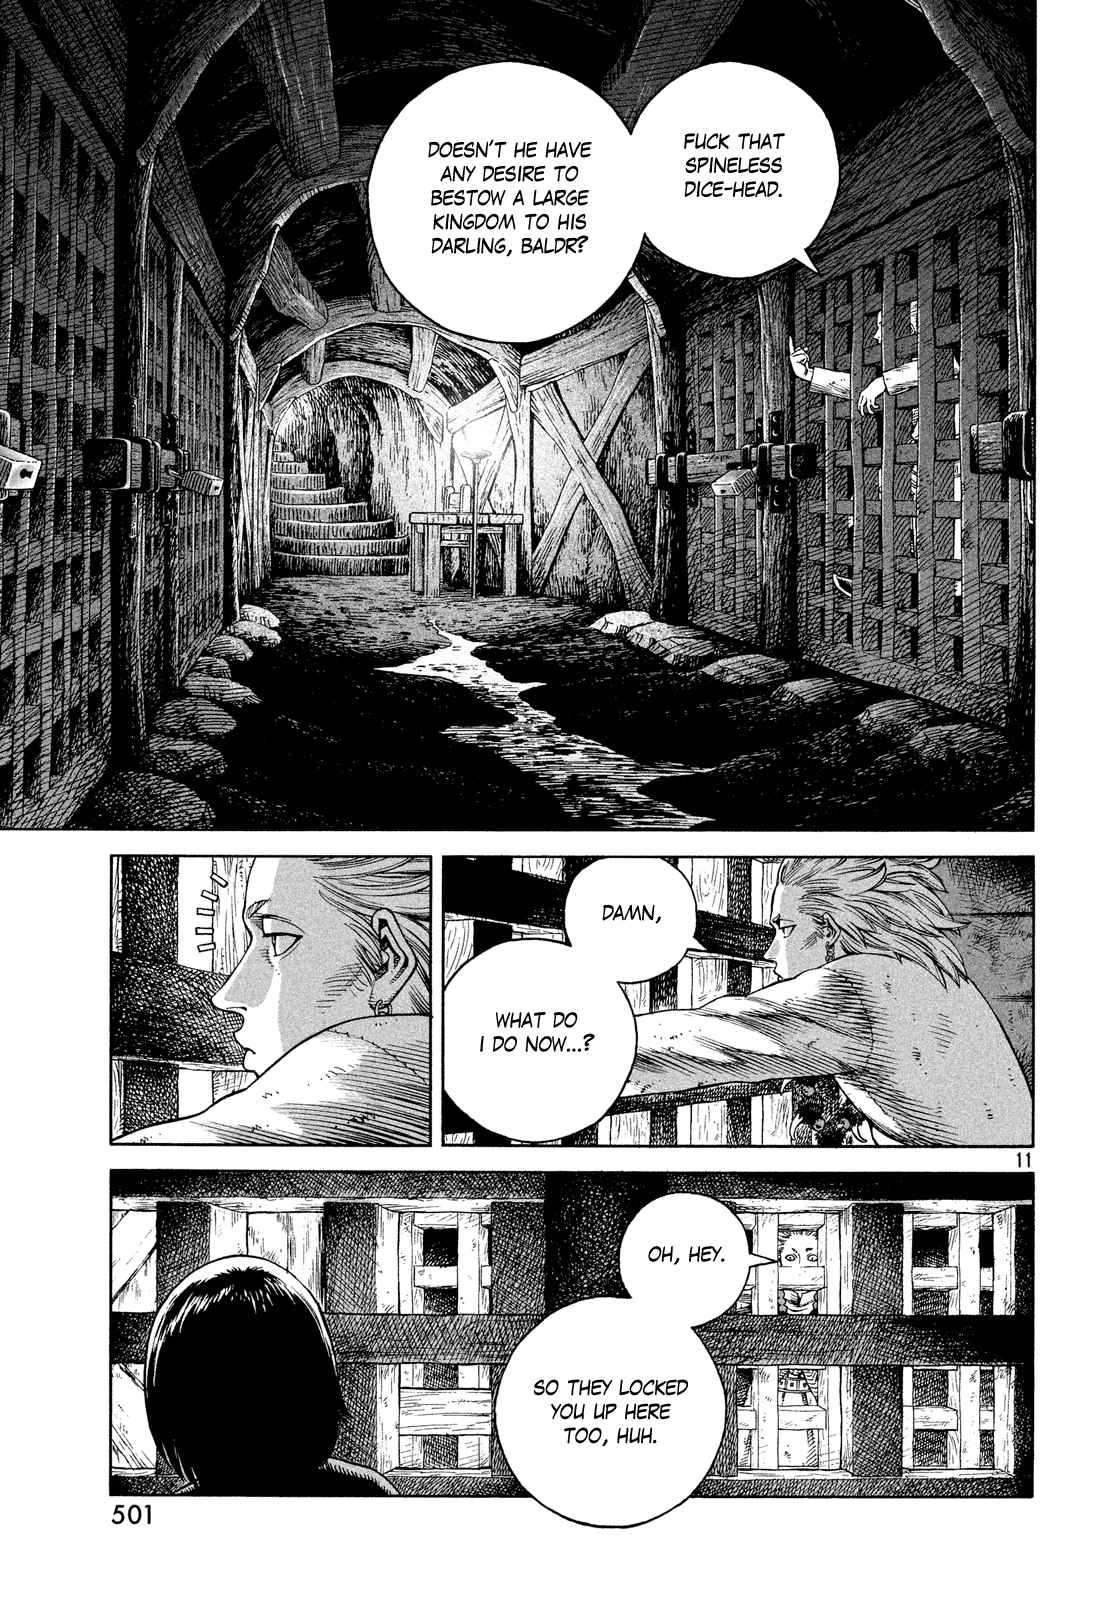 FUCK THAT
SPINELESS
DICE-HEAD.
DOESN'T HE HAVE
ANY DESIRE TO
BESTOW A LARGE
KINGDOM TO HIS
DARLING, BALDR?
DAMN,
WHAT DO
I DO NOW...?
11
OH, HEY.
SO THEY LOCKED
YOU UP HERE
TOO, HUH.
501